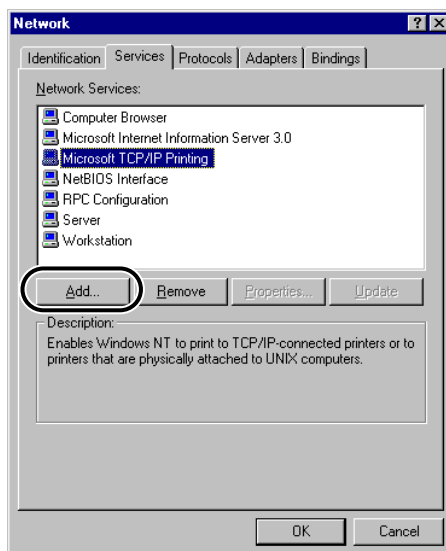 Network
Identification Services Protocols Adapters Bindings
Network Services:
Computer Browser
Microsoft Internet Information Server 3.0
Microsoft TCP/IP Printing
NetBIOS Interface
RPC Configuration
Server
Workstation
Add... Remove Properties... Update
Description:
Enables Windows NT to print to TCP/IP-connected printers or to
printers that are physically attached to UNIX computers.
OK Cancel